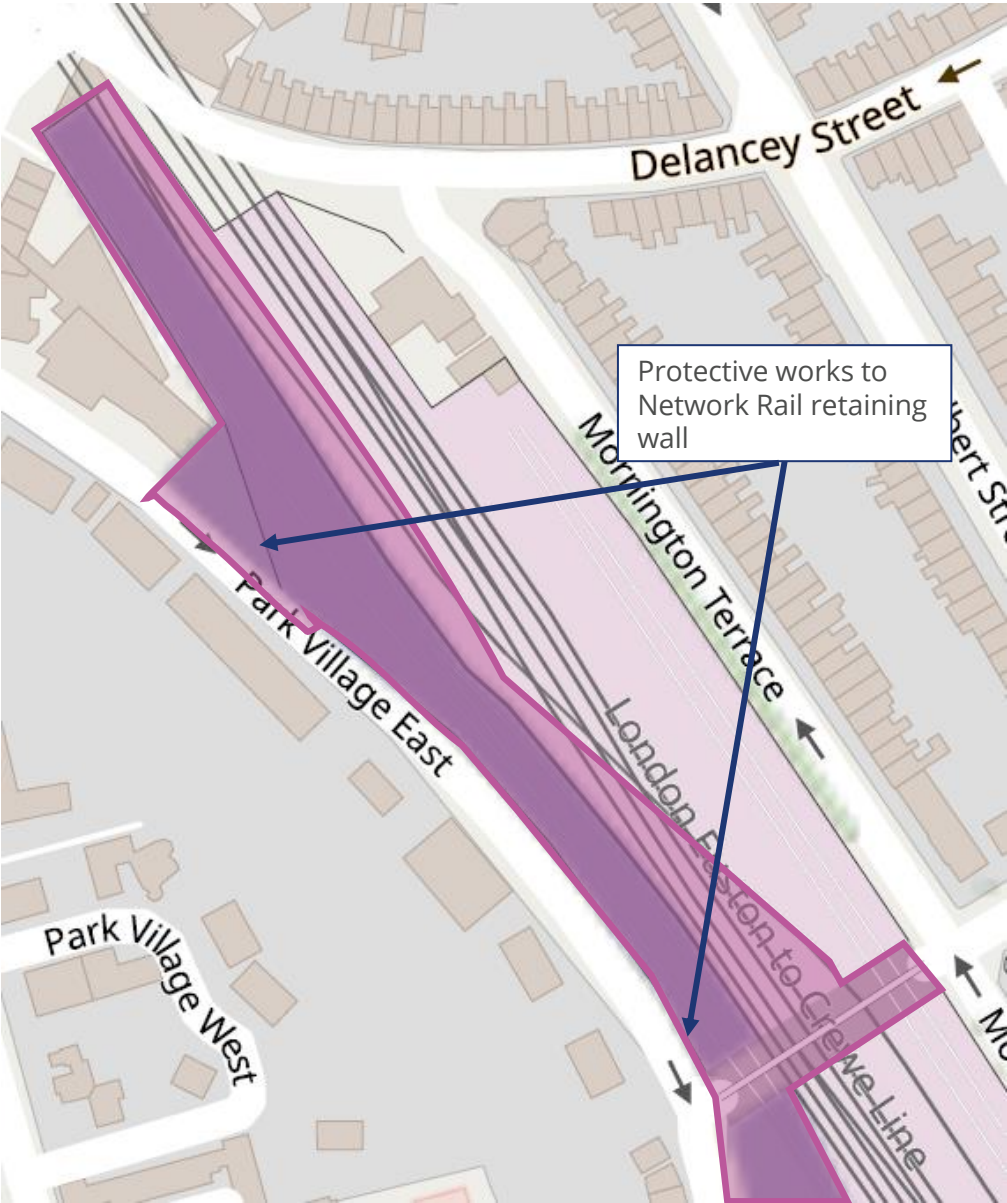 Delancey Street
Protective works to
Network Rail retaining
wall
Mornington Terrace
Park Village East
London Euston to Crewe Line
Park Village West